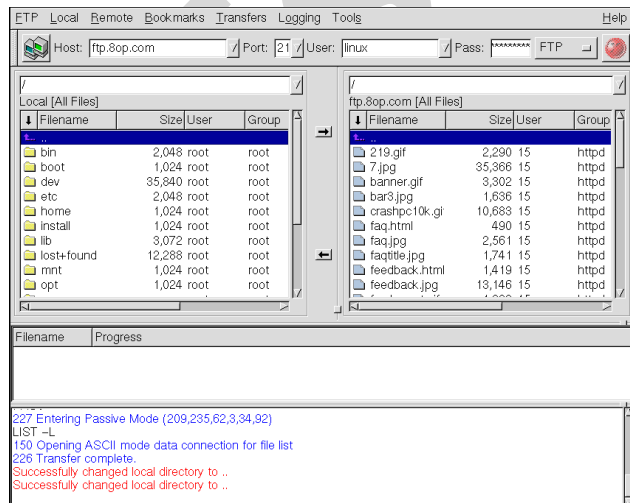 FTP Local Remote Bookmarks Transfers Logging Tools Help
Host: ftp.8op.com Port: 21 User: linux Pass: ********* FTP
/
Local [All Files]
Filename Size User Group
..
bin 2,048 root root
boot 1,024 root root
dev 35,840 root root
etc 2,048 root root
home 1,024 root root
install 1,024 root root
lib 3,072 root root
lost+found 12,288 root root
mnt 1,024 root root
opt 1,024 root root
/
ftp.8op.com [All Files]
Filename Size User Group
..
219.gif 2,290 15 httpd
7.jpg 35,366 15 httpd
banner.gif 3,302 15 httpd
bar3.jpg 1,636 15 httpd
crashpc10k.gi 10,683 15 httpd
faq.html 490 15 httpd
faq.jpg 2,561 15 httpd
faqtitle.jpg 1,741 15 httpd
feedback.html 1,419 15 httpd
feedback.jpg 13,146 15 httpd
Filename Progress
227 Entering Passive Mode (209,235,62,3,34,92)
LIST -L
150 Opening ASCII mode data connection for file list
226 Transfer complete.
Successfully changed local directory to ..
Successfully changed local directory to ..